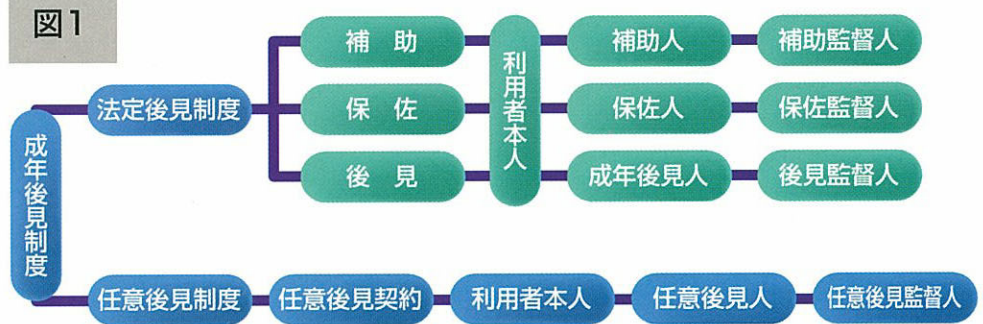 図1
成年後見制度
法定後見制度
補助
利用者本人
補助人
補助監督人
保佐
保佐人
保佐監督人
後見
成年後見人
後見監督人
任意後見制度
任意後見契約
利用者本人
任意後見人
任意後見監督人